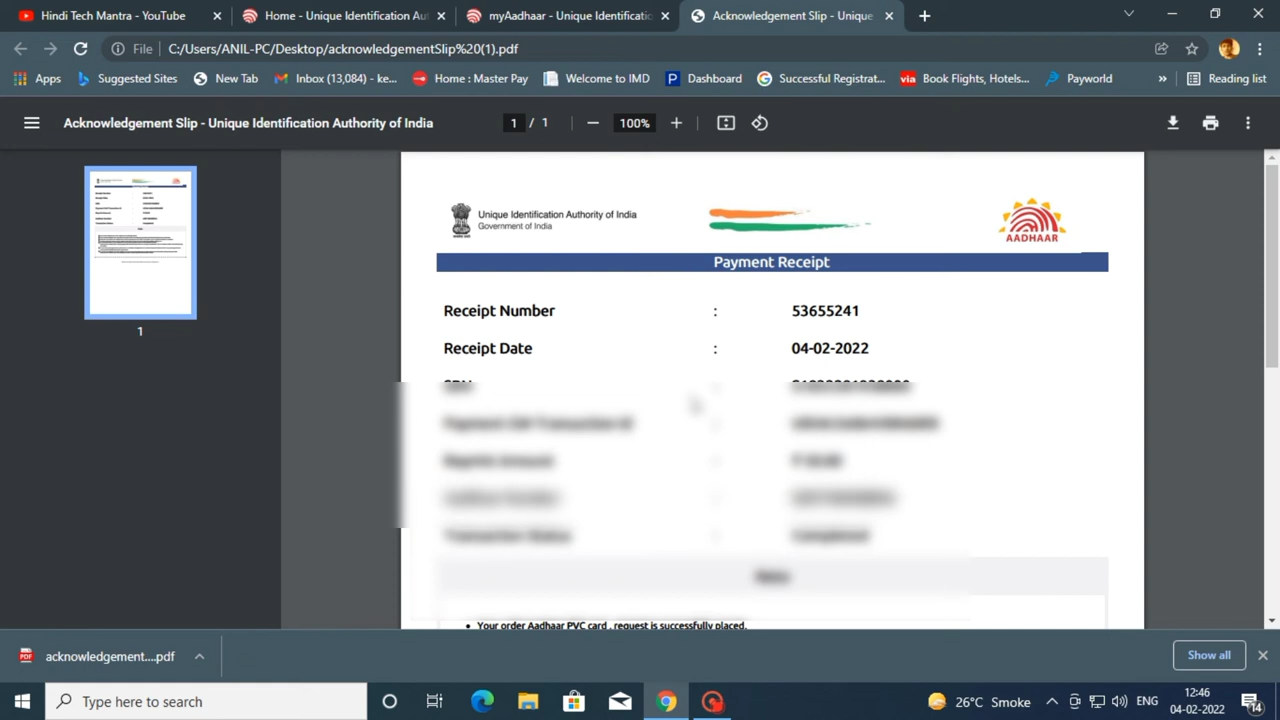 Hindi Tech Mantra - YouTube
Home - Unique Identification Au
myAadhaar - Unique Identificatio
Acknowledgement Slip - Unique
File
C:/Users/ANIL-PC/Desktop/acknowledgementSlip%20(1).pdf
Apps
Suggested Sites
New Tab
Inbox (13,084) - ke...
Home : Master Pay
Welcome to IMD
Dashboard
Successful Registrat...
via Book Flights, Hotels...
Payworld
»
Reading list
Acknowledgement Slip - Unique Identification Authority of India
1 / 1
100%
Unique Identification Authority of India
Government of India
AADHAAR
Payment Receipt
Receipt Number : 53655241
Receipt Date : 04-02-2022
• Your order Aadhaar PVC card , request is successfully placed.
1
PDF acknowledgement....pdf
Show all
Type here to search
26°C Smoke
ENG
12:46
04-02-2022
14